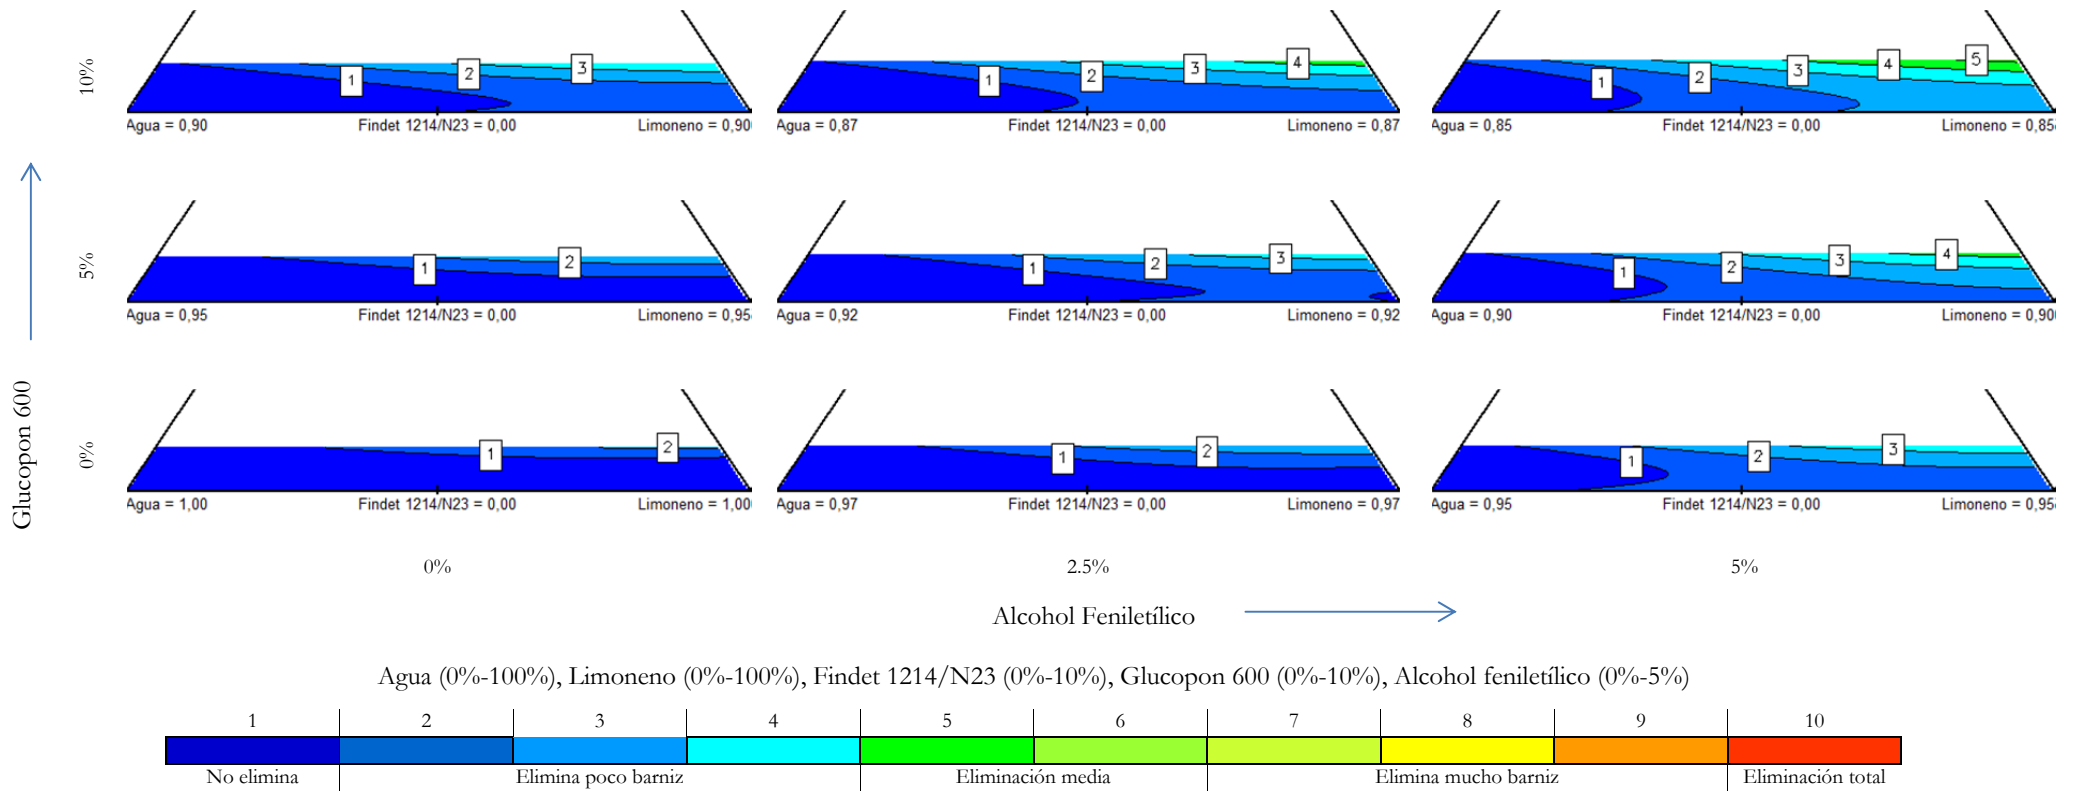 10%
1
2
3
Agua = 0,90
Findet 1214/N23 = 0,00
Limoneno = 0,90
1
2
3
4
Agua = 0,87
Findet 1214/N23 = 0,00
Limoneno = 0,87
1
2
3
4
5
Agua = 0,85
Findet 1214/N23 = 0,00
Limoneno = 0,85
5%
1
2
Agua = 0,95
Findet 1214/N23 = 0,00
Limoneno = 0,95
1
2
3
Agua = 0,92
Findet 1214/N23 = 0,00
Limoneno = 0,92
1
2
3
4
Agua = 0,90
Findet 1214/N23 = 0,00
Limoneno = 0,90
Glucopon 600
0%
1
2
Agua = 1,00
Findet 1214/N23 = 0,00
Limoneno = 1,00
1
2
Agua = 0,97
Findet 1214/N23 = 0,00
Limoneno = 0,97
1
2
3
Agua = 0,95
Findet 1214/N23 = 0,00
Limoneno = 0,95
0%
2.5%
5%
Alcohol Feniletílico
Agua (0%-100%), Limoneno (0%-100%), Findet 1214/N23 (0%-10%), Glucopon 600 (0%-10%), Alcohol feniletílico (0%-5%)
1 2 3 4 5 6 7 8 9 10
No elimina Elimina poco barniz Eliminación media Elimina mucho barniz Eliminación total